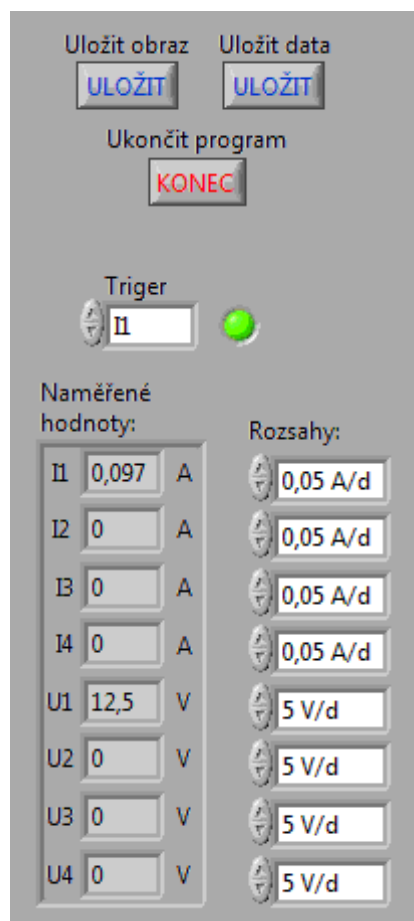 Uložit obraz Uložit data
ULOŽIT ULOŽIT
Ukončit program
KONEC
Triger
I1
Naměřené
hodnoty:
Rozsahy:
I1 0,097 A 0,05 A/d
I2 0 A 0,05 A/d
I3 0 A 0,05 A/d
I4 0 A 0,05 A/d
U1 12,5 V 5 V/d
U2 0 V 5 V/d
U3 0 V 5 V/d
U4 0 V 5 V/d